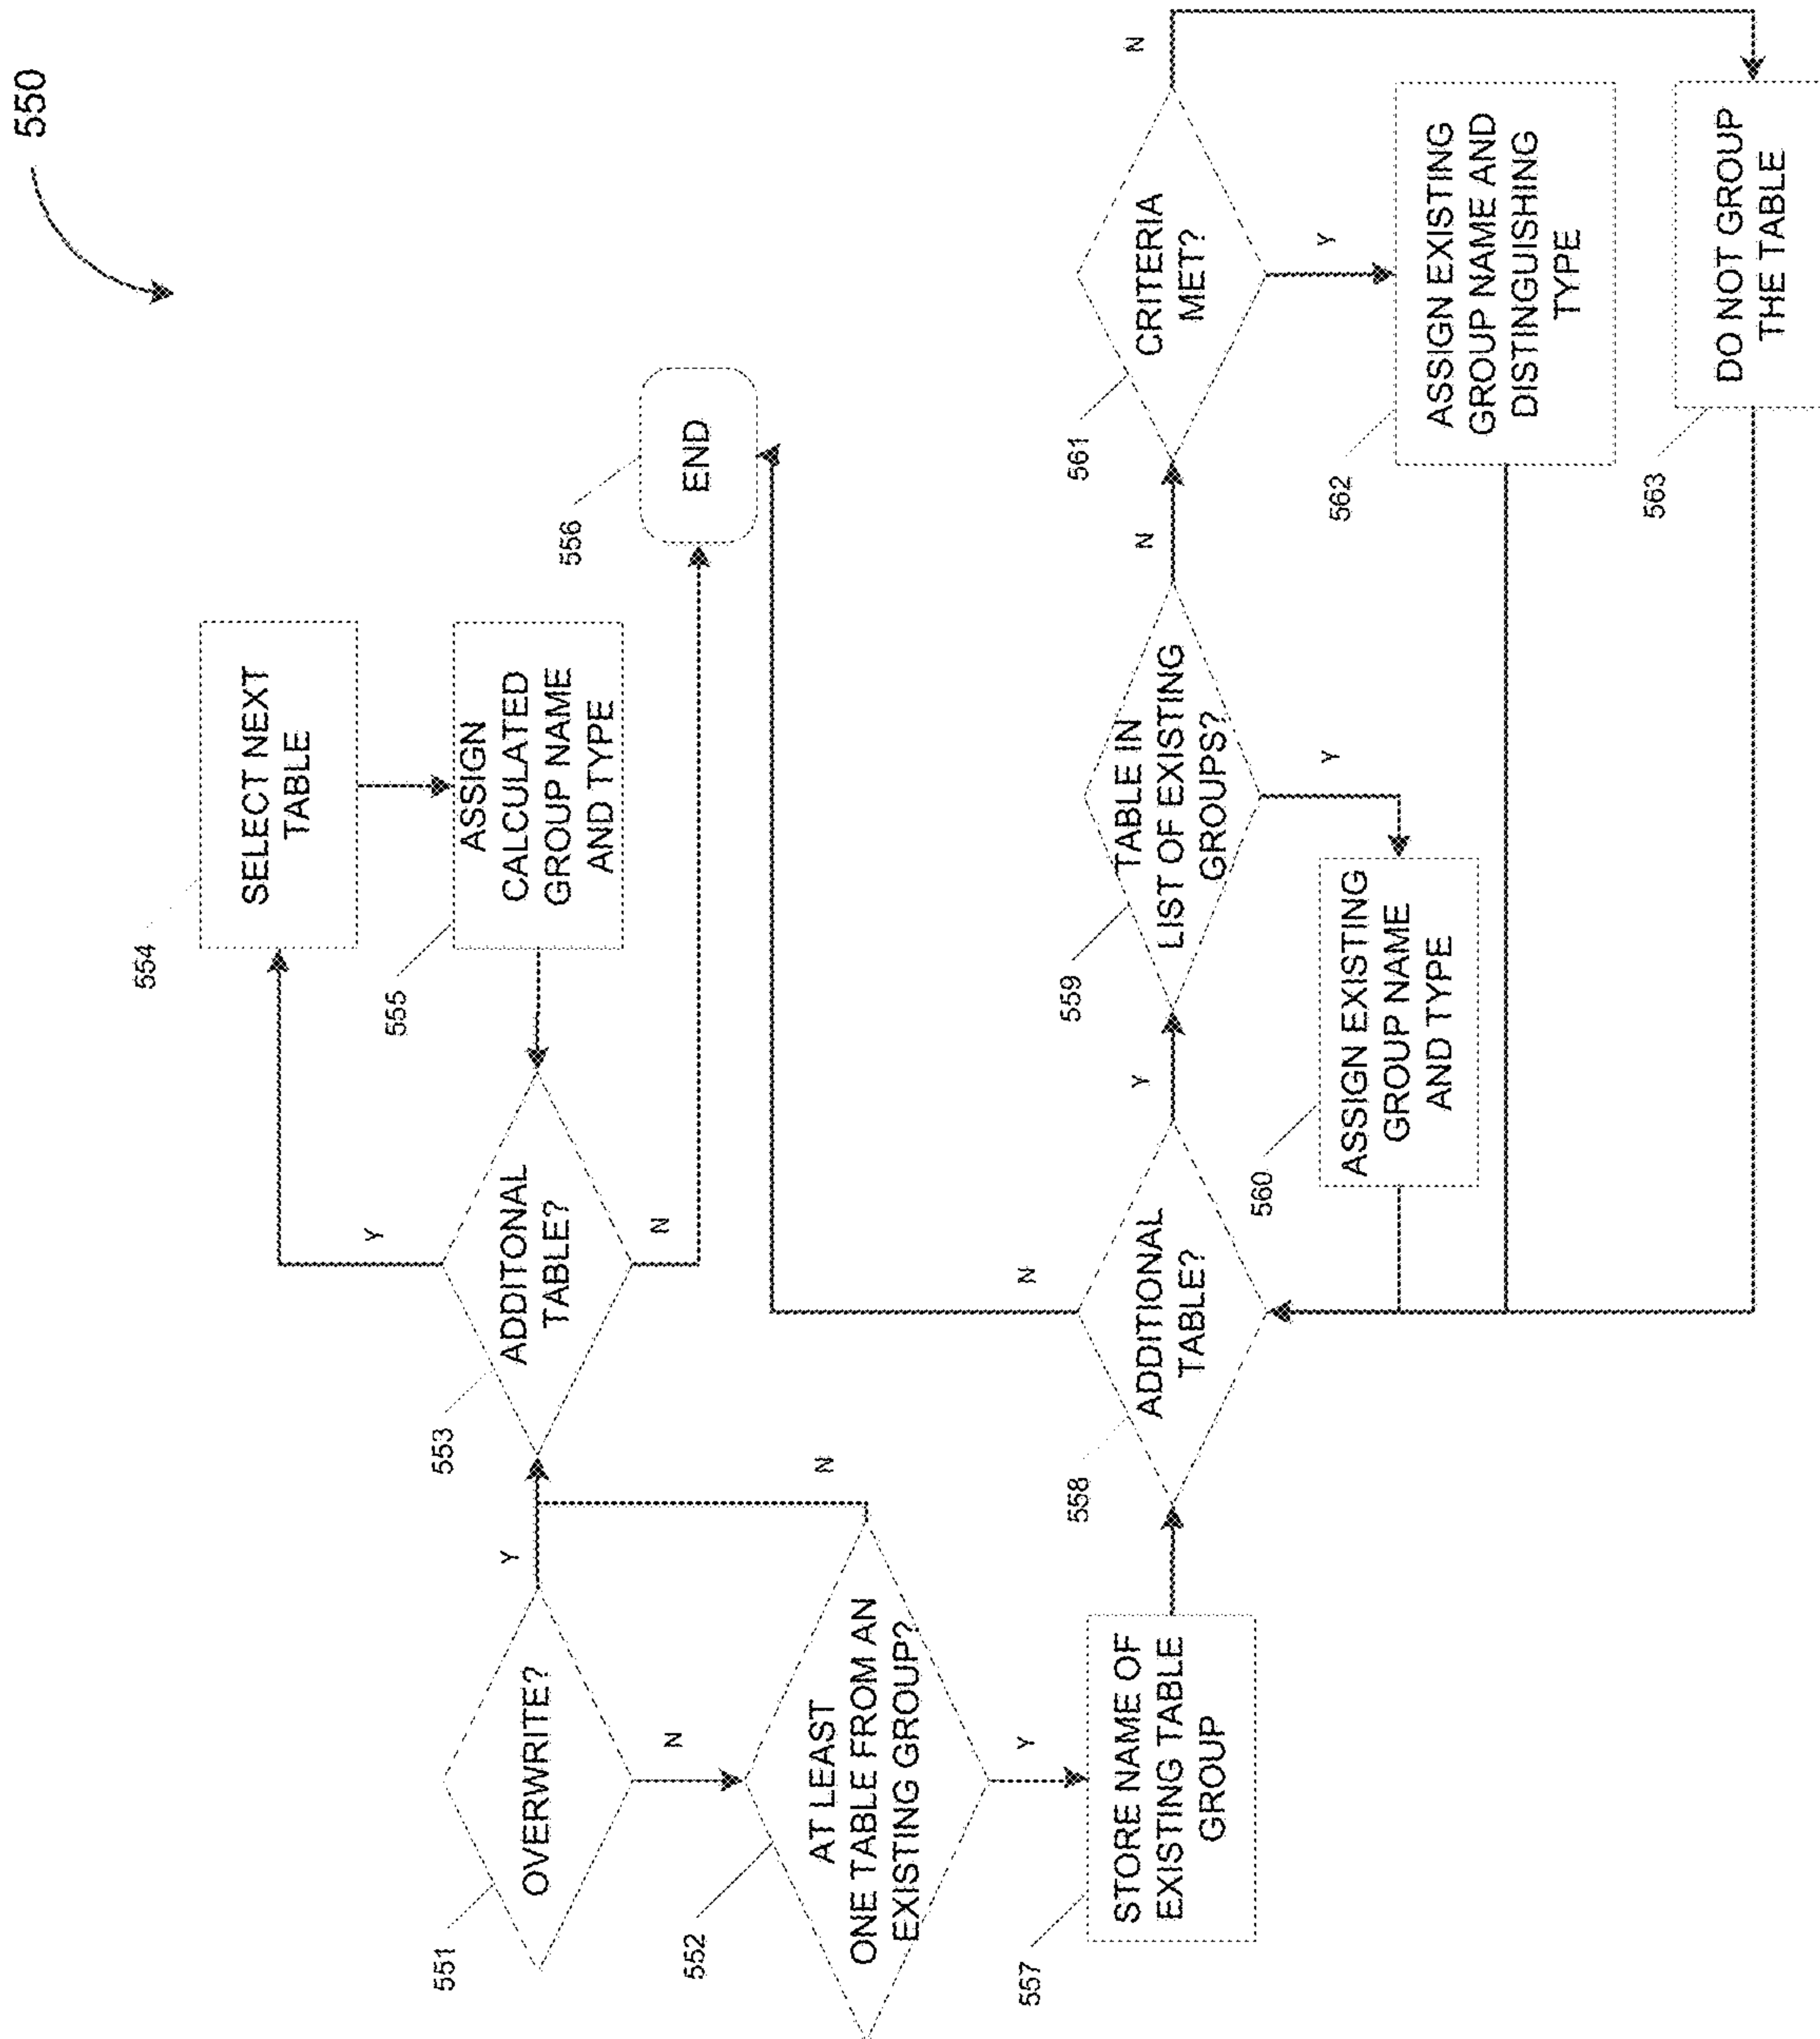 550
551
OVERWRITE?
Y
N
552
AT LEAST
ONE TABLE FROM AN
EXISTING GROUP?
N
Y
553
ADDITONAL
TABLE?
Y
N
554
SELECT NEXT
TABLE
555
ASSIGN
CALCULATED
GROUP NAME
AND TYPE
556
END
557
STORE NAME OF
EXISTING TABLE
GROUP
558
ADDITIONAL
TABLE?
N
Y
559
TABLE IN
LIST OF EXISTING
GROUPS?
N
Y
560
ASSIGN EXISTING
GROUP NAME
AND TYPE
561
CRITERIA
MET?
N
Y
562
ASSIGN EXISTING
GROUP NAME AND
DISTINGUISHING
TYPE
563
DO NOT GROUP
THE TABLE